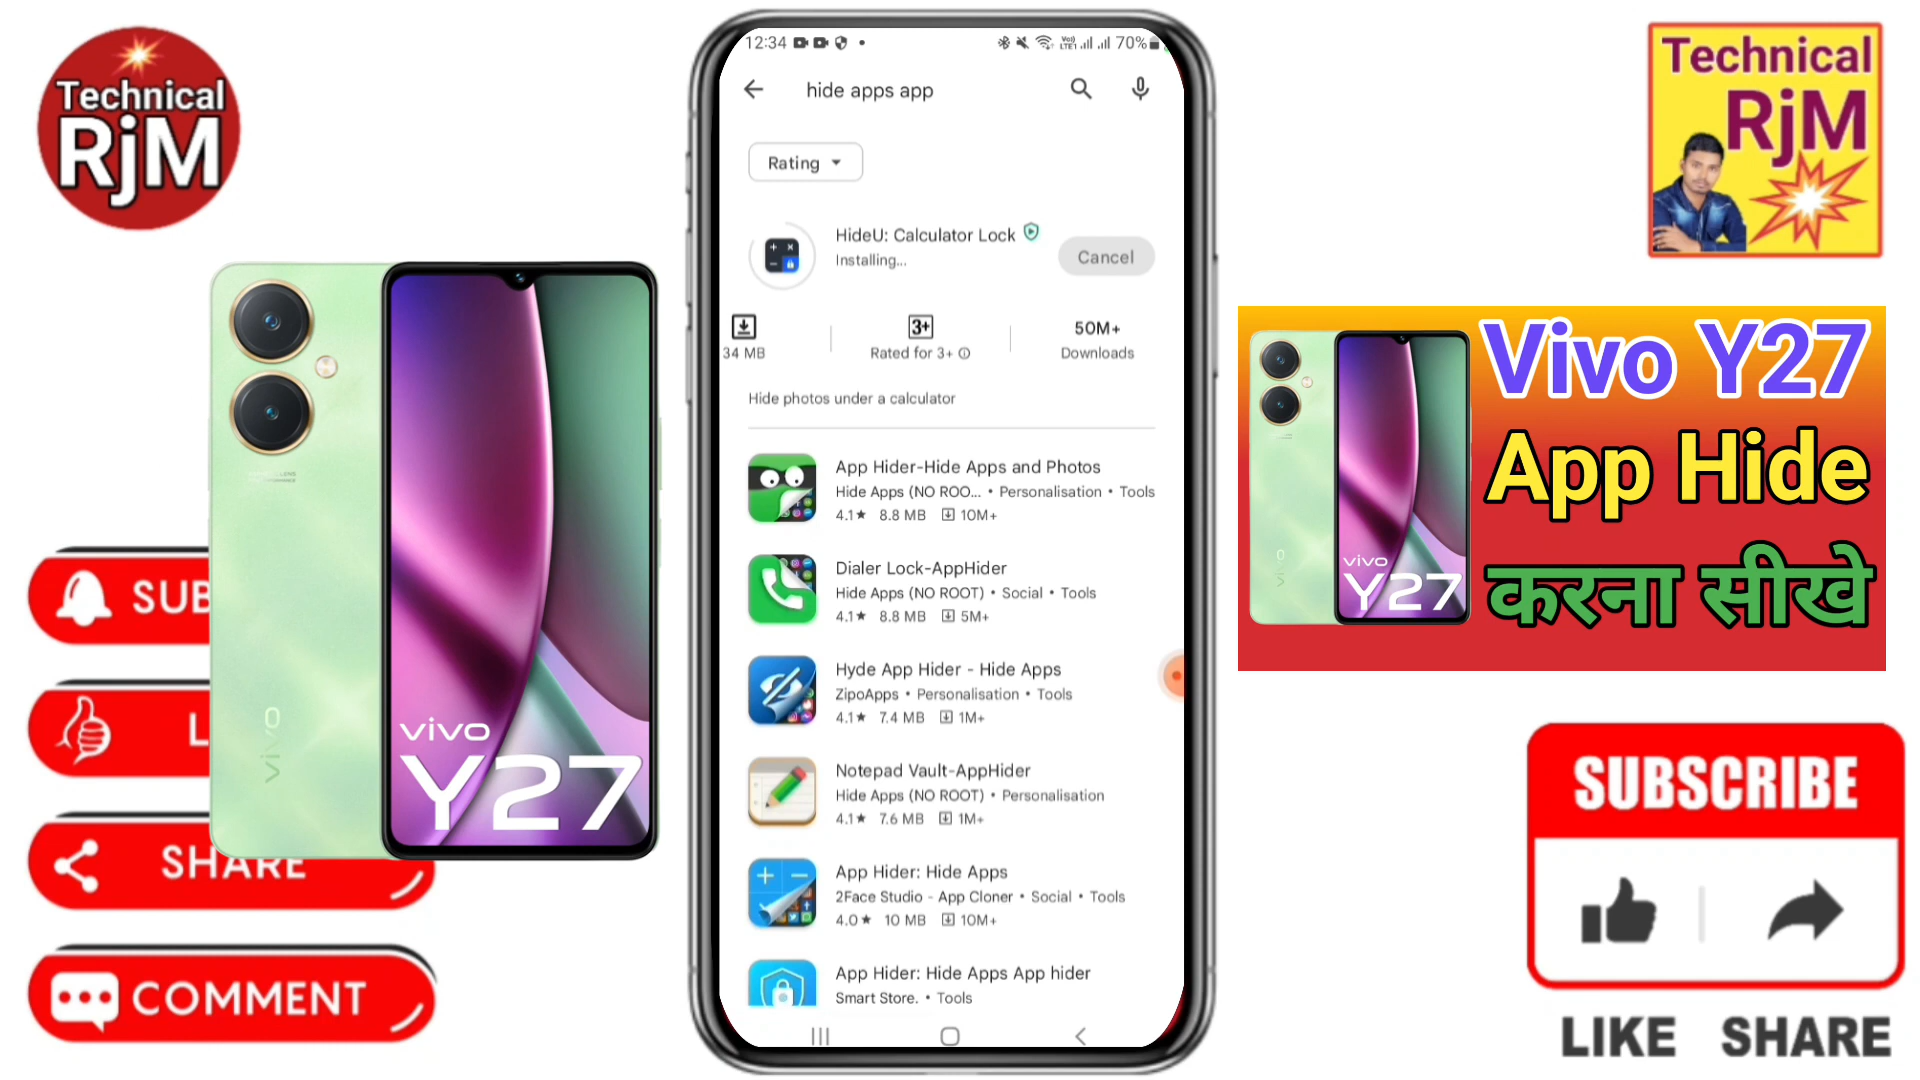 Technical
RjM
SUB
L
SHARE
COMMENT
vivo
vivo
Y27
12:34
70%
hide apps app
Rating
HideU: Calculator Lock
Installing...
Cancel
34 MB
3+
Rated for 3+
50M+
Downloads
Hide photos under a calculator
App Hider-Hide Apps and Photos
Hide Apps (NO ROO... • Personalisation • Tools
4.1★ 8.8 MB 10M+
Dialer Lock-AppHider
Hide Apps (NO ROOT) • Social • Tools
4.1★ 8.8 MB 5M+
Hyde App Hider - Hide Apps
ZipoApps • Personalisation • Tools
4.1★ 7.4 MB 1M+
Notepad Vault-AppHider
Hide Apps (NO ROOT) • Personalisation
4.1★ 7.6 MB 1M+
App Hider: Hide Apps
2Face Studio - App Cloner • Social • Tools
4.0★ 10 MB 10M+
App Hider: Hide Apps App hider
Smart Store. • Tools
Technical
RjM
Vivo Y27
App Hide
करना सीखे
vivo
Y27
SUBSCRIBE
LIKE SHARE